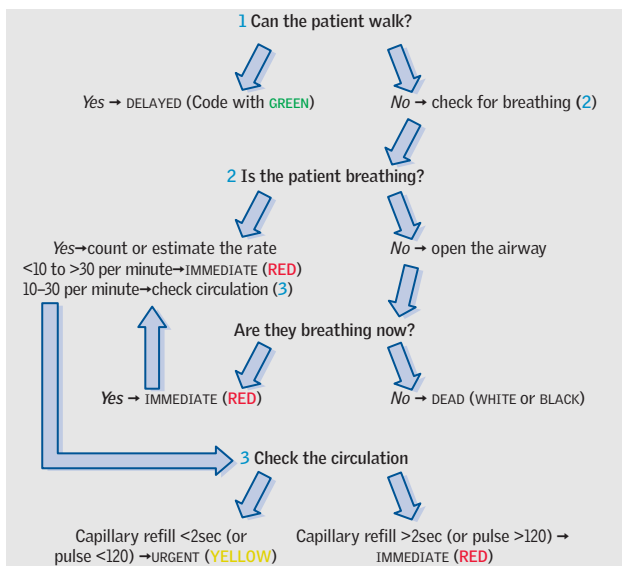 1 Can the patient walk?
Yes → DELAYED (Code with GREEN)
No → check for breathing (2)
2 Is the patient breathing?
Yes→count or estimate the rate
<10 to >30 per minute→IMMEDIATE (RED)
10–30 per minute→check circulation (3)
No → open the airway
Are they breathing now?
Yes → IMMEDIATE (RED)
No → DEAD (WHITE or BLACK)
3 Check the circulation
Capillary refill <2sec (or
pulse <120) →URGENT (YELLOW)
Capillary refill >2sec (or pulse >120) →
IMMEDIATE (RED)